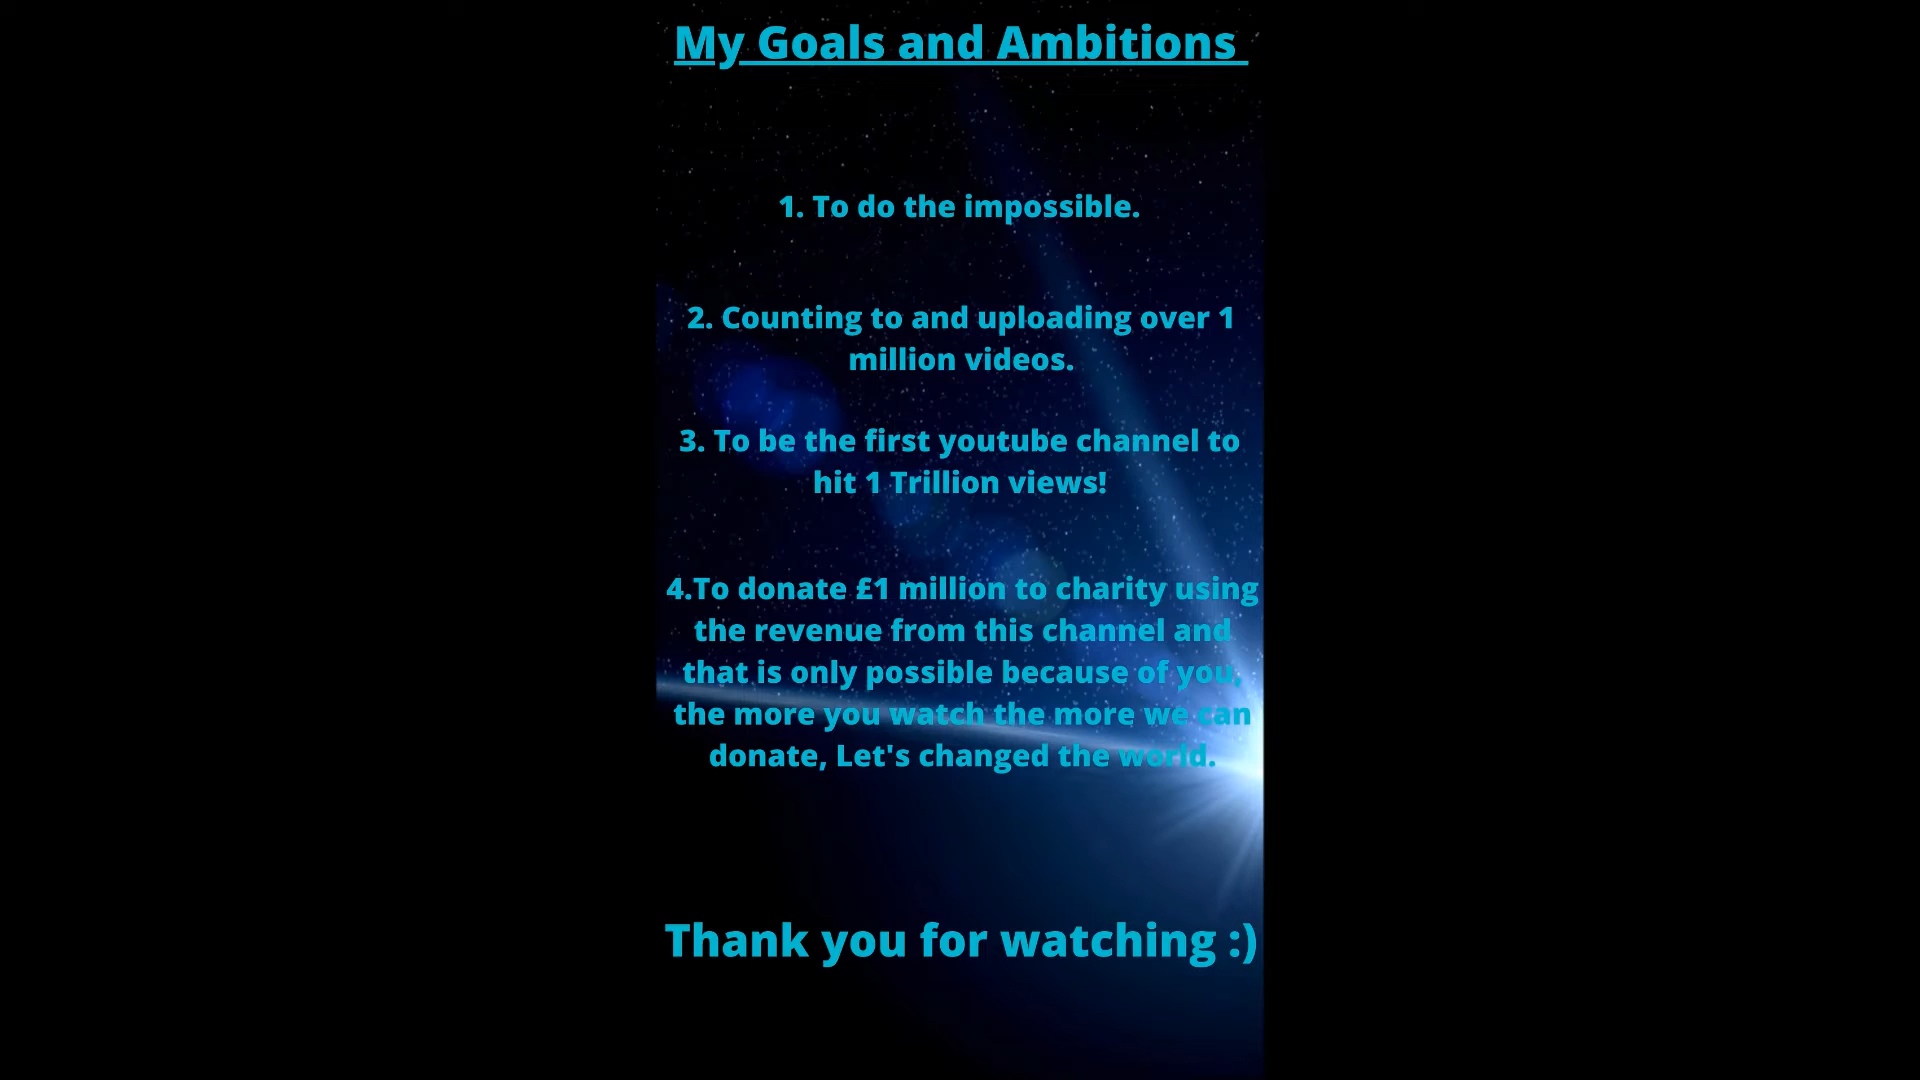 My Goals and Ambitions
1. To do the impossible.
2. Counting to and uploading over 1
million videos.
3. To be the first youtube channel to
hit 1 Trillion views!
4.To donate £1 million to charity using
the revenue from this channel and
that is only possible because of you,
the more you watch the more we can
donate, Let's changed the world.
Thank you for watching :)